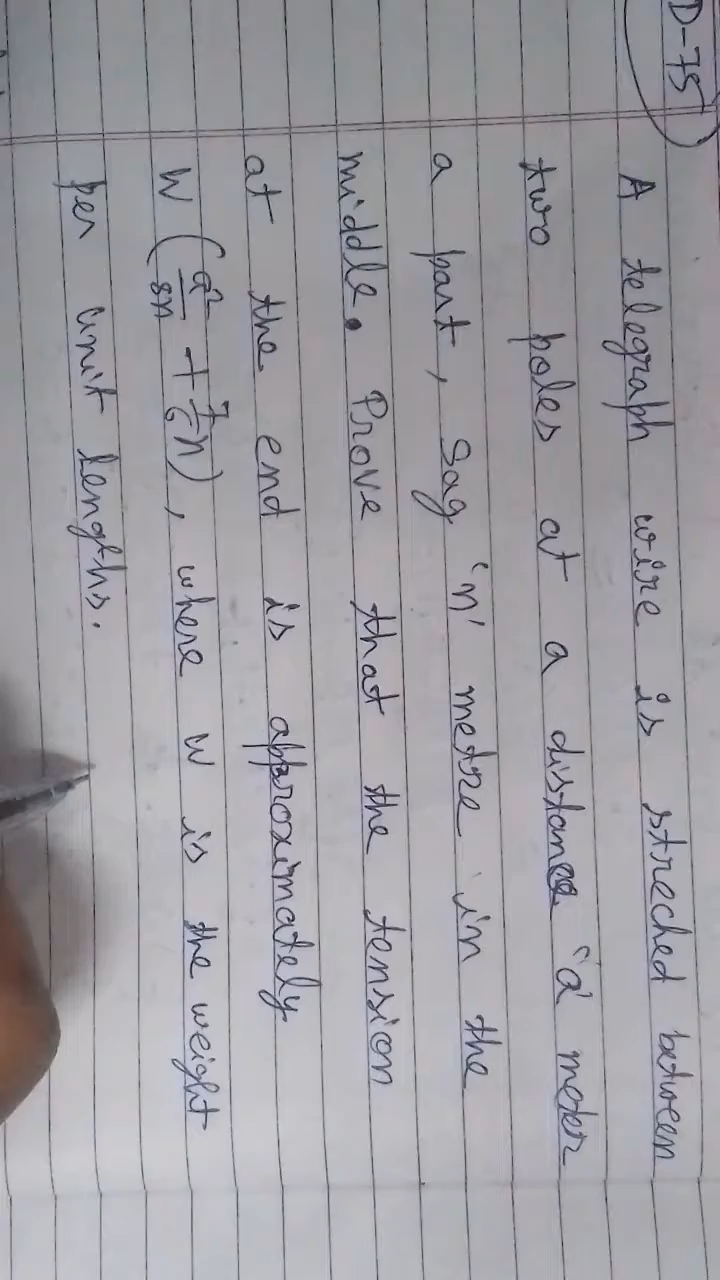 D-75
A telegraph wire is streched between
two poles at a distance 'a' meter
a part, sag 'n' metre in the
middle. Prove that the tension
at the end is approximately
W (a²/8n + 7/6 n), where W is the weight
per unit lengths.